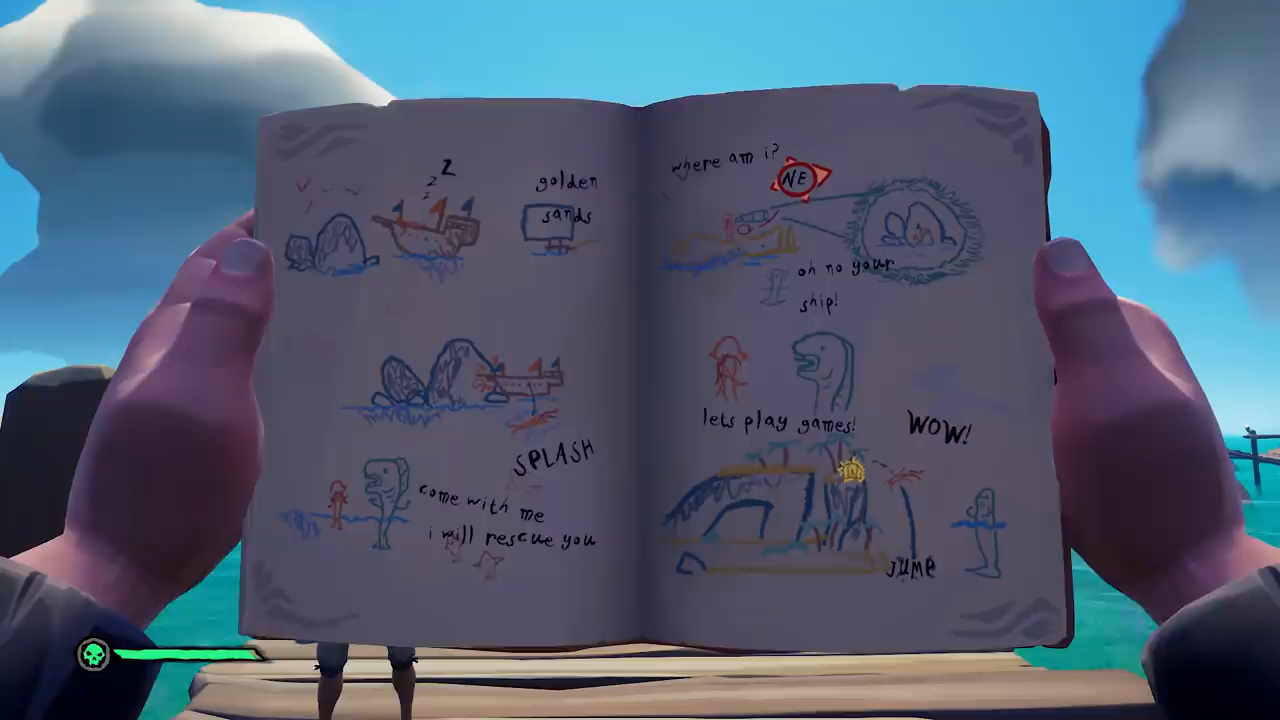 z
z
z
golden
sands
SPLASH
come with me
i will rescue you
where am i?
NE
oh no your
ship!
lets play games!
WOW!
JUMP